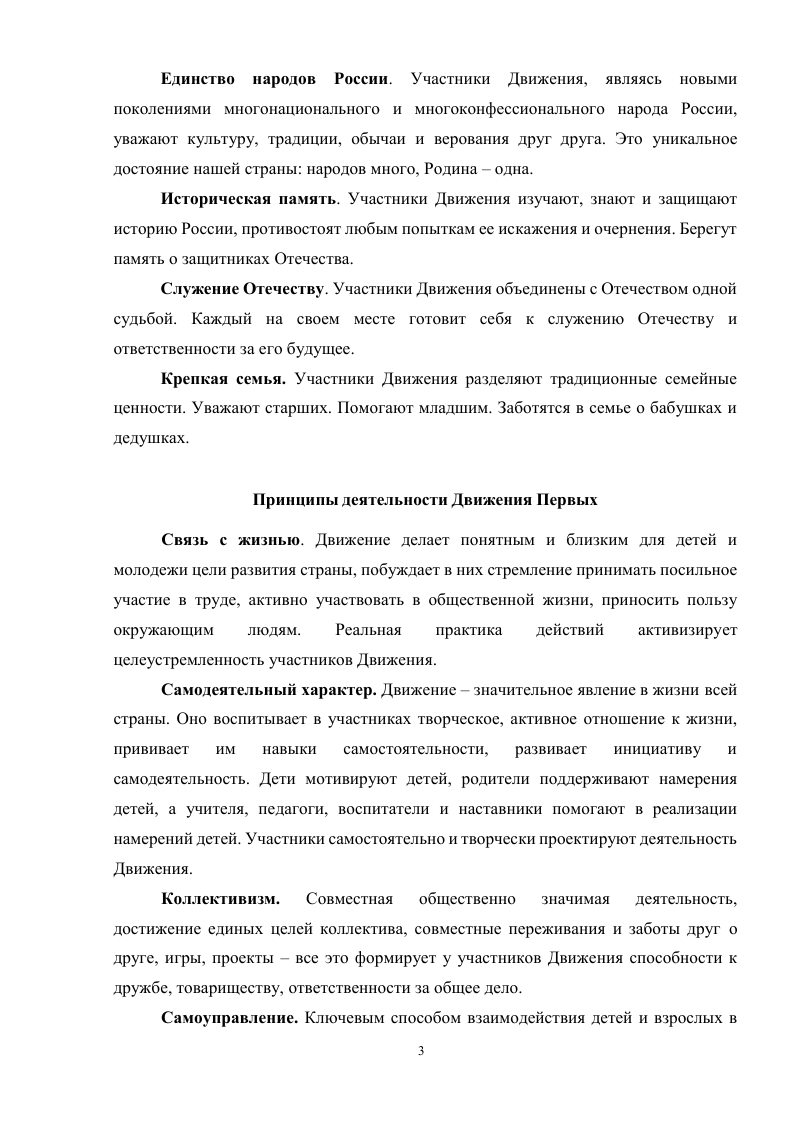 Единство народов России. Участники Движения, являясь новыми
поколениями многонационального и многоконфессионального народа России,
уважают культуру, традиции, обычаи и верования друг друга. Это уникальное
достояние нашей страны: народов много, Родина – одна.
Историческая память. Участники Движения изучают, знают и защищают
историю России, противостоят любым попыткам ее искажения и очернения. Берегут
память о защитниках Отечества.
Служение Отечеству. Участники Движения объединены с Отечеством одной
судьбой. Каждый на своем месте готовит себя к служению Отечеству и
ответственности за его будущее.
Крепкая семья. Участники Движения разделяют традиционные семейные
ценности. Уважают старших. Помогают младшим. Заботятся в семье о бабушках и
дедушках.
Принципы деятельности Движения Первых
Связь с жизнью. Движение делает понятным и близким для детей и
молодежи цели развития страны, побуждает в них стремление принимать посильное
участие в труде, активно участвовать в общественной жизни, приносить пользу
окружающим людям. Реальная практика действий активизирует
целеустремленность участников Движения.
Самодеятельный характер. Движение – значительное явление в жизни всей
страны. Оно воспитывает в участниках творческое, активное отношение к жизни,
прививает им навыки самостоятельности, развивает инициативу и
самодеятельность. Дети мотивируют детей, родители поддерживают намерения
детей, а учителя, педагоги, воспитатели и наставники помогают в реализации
намерений детей. Участники самостоятельно и творчески проектируют деятельность
Движения.
Коллективизм. Совместная общественно значимая деятельность,
достижение единых целей коллектива, совместные переживания и заботы друг о
друге, игры, проекты – все это формирует у участников Движения способности к
дружбе, товариществу, ответственности за общее дело.
Самоуправление. Ключевым способом взаимодействия детей и взрослых в
3